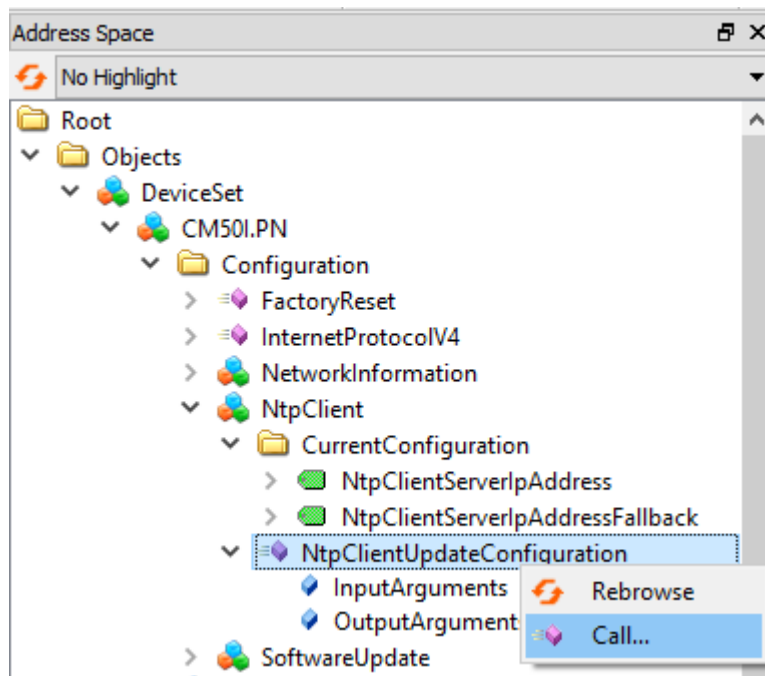 Address Space
No Highlight
Root
Objects
DeviceSet
CM50I.PN
Configuration
FactoryReset
InternetProtocolV4
NetworkInformation
NtpClient
CurrentConfiguration
NtpClientServerIpAddress
NtpClientServerIpAddressFallback
NtpClientUpdateConfiguration
InputArguments
Rebrowse
OutputArgument
Call...
SoftwareUpdate